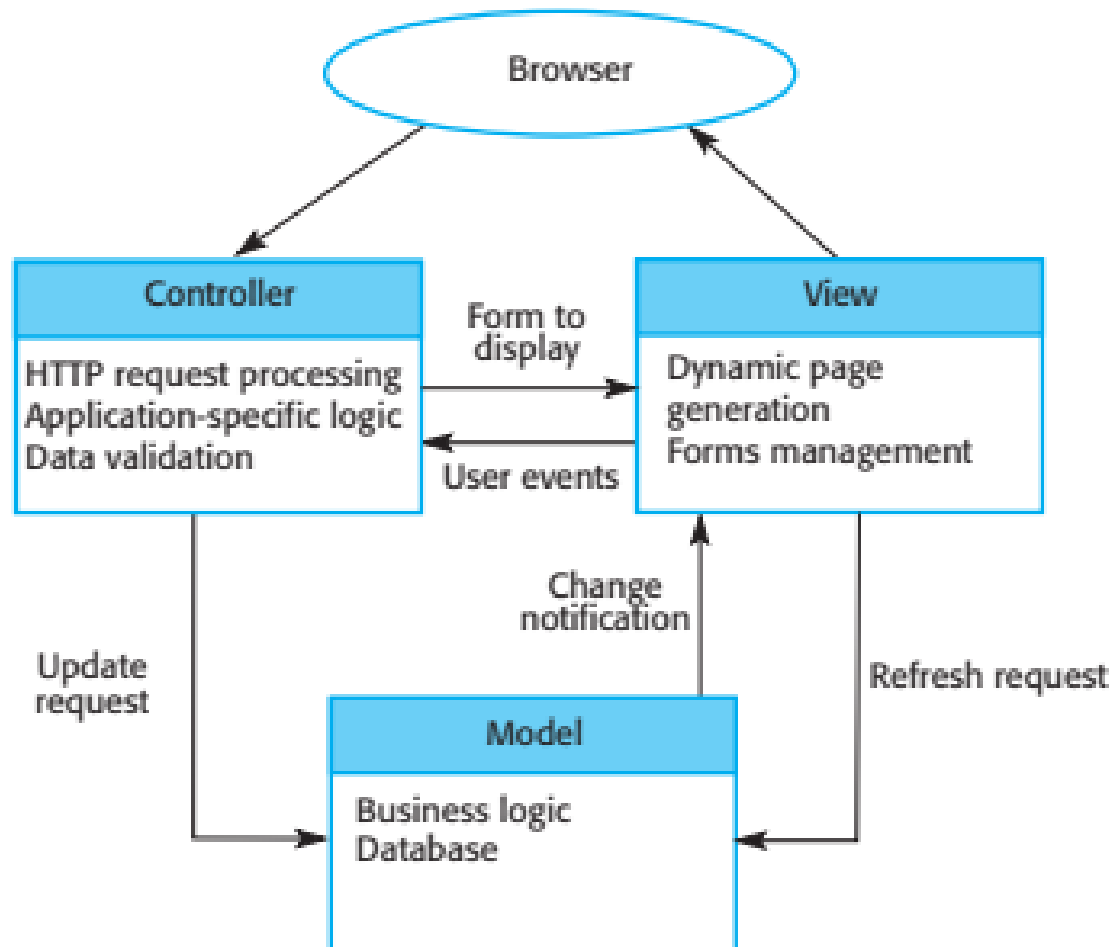 Browser
Controller
View
Form to
display
HTTP request processing
Application-specific logic
Data validation
Dynamic page
generation
Forms management
User events
Change
notification
Update
request
Refresh request
Model
Business logic
Database